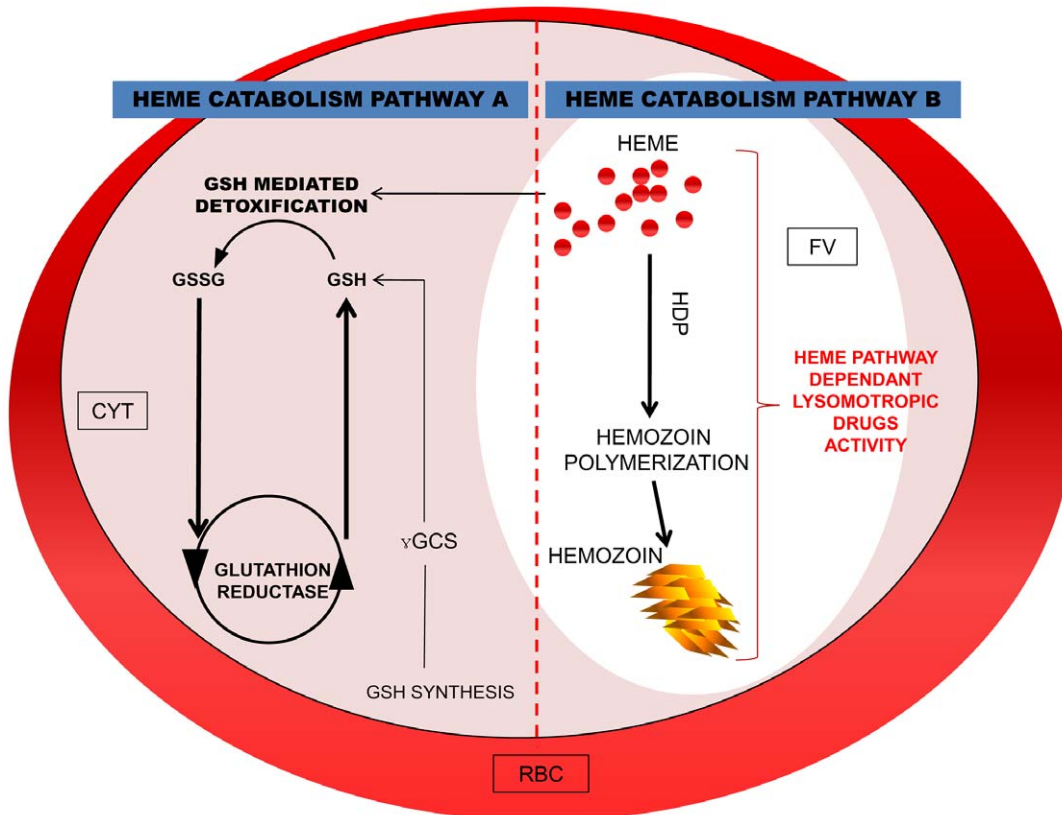 HEME CATABOLISM PATHWAY A
HEME CATABOLISM PATHWAY B
GSH MEDIATED
DETOXIFICATION
GSSG
GSH
CYT
GLUTATHION
REDUCTASE
ɣGCS
GSH SYNTHESIS
HEME
FV
HDP
HEMOZOIN
POLYMERIZATION
HEMOZOIN
HEME PATHWAY
DEPENDANT
LYSOMOTROPIC
DRUGS
ACTIVITY
RBC